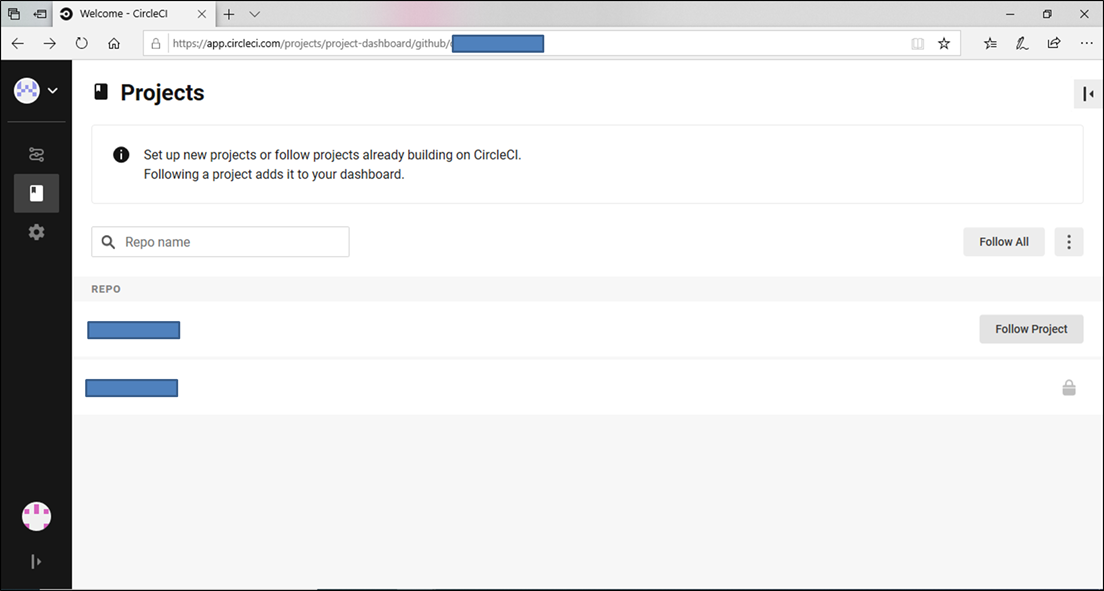 Welcome - CircleCI
https://app.circleci.com/projects/project-dashboard/github/
Projects
Set up new projects or follow projects already building on CircleCI.
Following a project adds it to your dashboard.
Repo name
Follow All
REPO
Follow Project